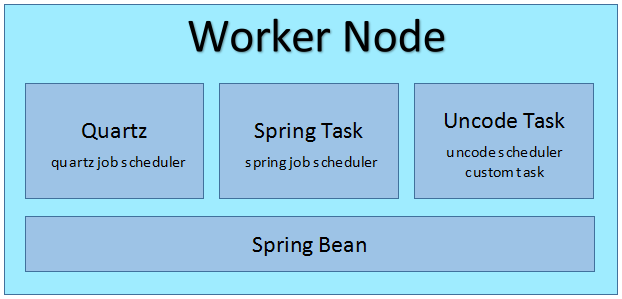 Worker Node
Quartz
quartz job scheduler
Spring Task
spring job scheduler
Uncode Task
uncode scheduler
custom task
Spring Bean